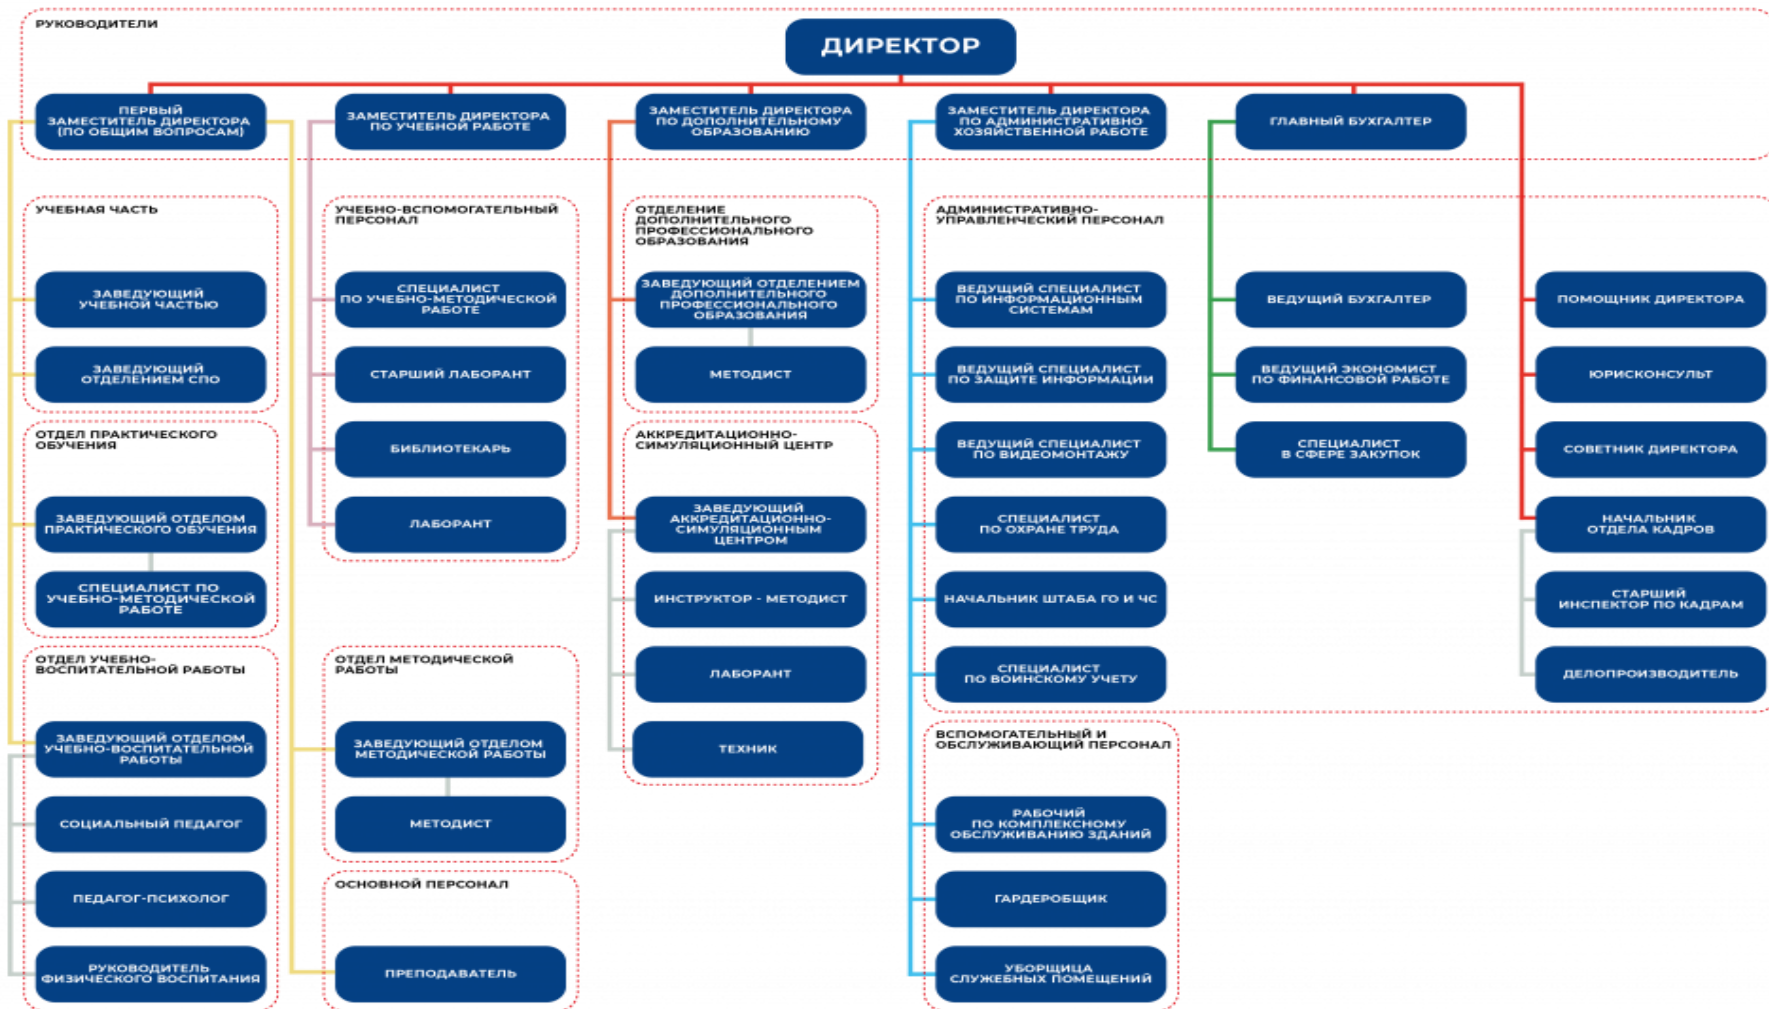 РУКОВОДИТЕЛИ
ДИРЕКТОР
ПЕРВЫЙ
ЗАМЕСТИТЕЛЬ ДИРЕКТОРА
(ПО ОБЩИМ ВОПРОСАМ)
ЗАМЕСТИТЕЛЬ ДИРЕКТОРА
ПО УЧЕБНОЙ РАБОТЕ
ЗАМЕСТИТЕЛЬ ДИРЕКТОРА
ПО ДОПОЛНИТЕЛЬНОМУ
ОБРАЗОВАНИЮ
ЗАМЕСТИТЕЛЬ ДИРЕКТОРА
ПО АДМИНИСТРАТИВНО
ХОЗЯЙСТВЕННОЙ РАБОТЕ
ГЛАВНЫЙ БУХГАЛТЕР
УЧЕБНАЯ ЧАСТЬ
ЗАВЕДУЮЩИЙ
УЧЕБНОЙ ЧАСТЬЮ
ЗАВЕДУЮЩИЙ
ОТДЕЛЕНИЕМ СПО
ОТДЕЛ ПРАКТИЧЕСКОГО
ОБУЧЕНИЯ
ЗАВЕДУЮЩИЙ ОТДЕЛОМ
ПРАКТИЧЕСКОГО ОБУЧЕНИЯ
СПЕЦИАЛИСТ ПО
УЧЕБНО-МЕТОДИЧЕСКОЙ
РАБОТЕ
ОТДЕЛ УЧЕБНО-
ВОСПИТАТЕЛЬНОЙ РАБОТЫ
ЗАВЕДУЮЩИЙ ОТДЕЛОМ
УЧЕБНО-ВОСПИТАТЕЛЬНОЙ
РАБОТЫ
СОЦИАЛЬНЫЙ ПЕДАГОГ
ПЕДАГОГ-ПСИХОЛОГ
РУКОВОДИТЕЛЬ
ФИЗИЧЕСКОГО ВОСПИТАНИЯ
УЧЕБНО-ВСПОМОГАТЕЛЬНЫЙ
ПЕРСОНАЛ
СПЕЦИАЛИСТ
ПО УЧЕБНО-МЕТОДИЧЕСКОЙ
РАБОТЕ
СТАРШИЙ ЛАБОРАНТ
БИБЛИОТЕКАРЬ
ЛАБОРАНТ
ОТДЕЛ МЕТОДИЧЕСКОЙ
РАБОТЫ
ЗАВЕДУЮЩИЙ ОТДЕЛОМ
МЕТОДИЧЕСКОЙ РАБОТЫ
МЕТОДИСТ
ОСНОВНОЙ ПЕРСОНАЛ
ПРЕПОДАВАТЕЛЬ
ОТДЕЛЕНИЕ
ДОПОЛНИТЕЛЬНОГО
ПРОФЕССИОНАЛЬНОГО
ОБРАЗОВАНИЯ
ЗАВЕДУЮЩИЙ ОТДЕЛЕНИЕМ
ДОПОЛНИТЕЛЬНОГО
ПРОФЕССИОНАЛЬНОГО
ОБРАЗОВАНИЯ
МЕТОДИСТ
АККРЕДИТАЦИОННО-
СИМУЛЯЦИОННЫЙ ЦЕНТР
ЗАВЕДУЮЩИЙ
АККРЕДИТАЦИОННО-
СИМУЛЯЦИОННЫМ
ЦЕНТРОМ
ИНСТРУКТОР - МЕТОДИСТ
ЛАБОРАНТ
ТЕХНИК
АДМИНИСТРАТИВНО-
УПРАВЛЕНЧЕСКИЙ ПЕРСОНАЛ
ВЕДУЩИЙ СПЕЦИАЛИСТ
ПО ИНФОРМАЦИОННЫМ
СИСТЕМАМ
ВЕДУЩИЙ СПЕЦИАЛИСТ
ПО ЗАЩИТЕ ИНФОРМАЦИИ
ВЕДУЩИЙ СПЕЦИАЛИСТ
ПО ВИДЕОМОНТАЖУ
СПЕЦИАЛИСТ
ПО ОХРАНЕ ТРУДА
НАЧАЛЬНИК ШТАБА ГО И ЧС
СПЕЦИАЛИСТ
ПО ВОИНСКОМУ УЧЕТУ
ВЕДУЩИЙ БУХГАЛТЕР
ВЕДУЩИЙ ЭКОНОМИСТ
ПО ФИНАНСОВОЙ РАБОТЕ
СПЕЦИАЛИСТ
В СФЕРЕ ЗАКУПОК
ПОМОЩНИК ДИРЕКТОРА
ЮРИСКОНСУЛЬТ
СОВЕТНИК ДИРЕКТОРА
НАЧАЛЬНИК
ОТДЕЛА КАДРОВ
СТАРШИЙ
ИНСПЕКТОР ПО КАДРАМ
ДЕЛОПРОИЗВОДИТЕЛЬ
ВСПОМОГАТЕЛЬНЫЙ И
ОБСЛУЖИВАЮЩИЙ ПЕРСОНАЛ
РАБОЧИЙ
ПО КОМПЛЕКСНОМУ
ОБСЛУЖИВАНИЮ ЗДАНИЙ
ГАРДЕРОБЩИК
УБОРЩИЦА
СЛУЖЕБНЫХ ПОМЕЩЕНИЙ